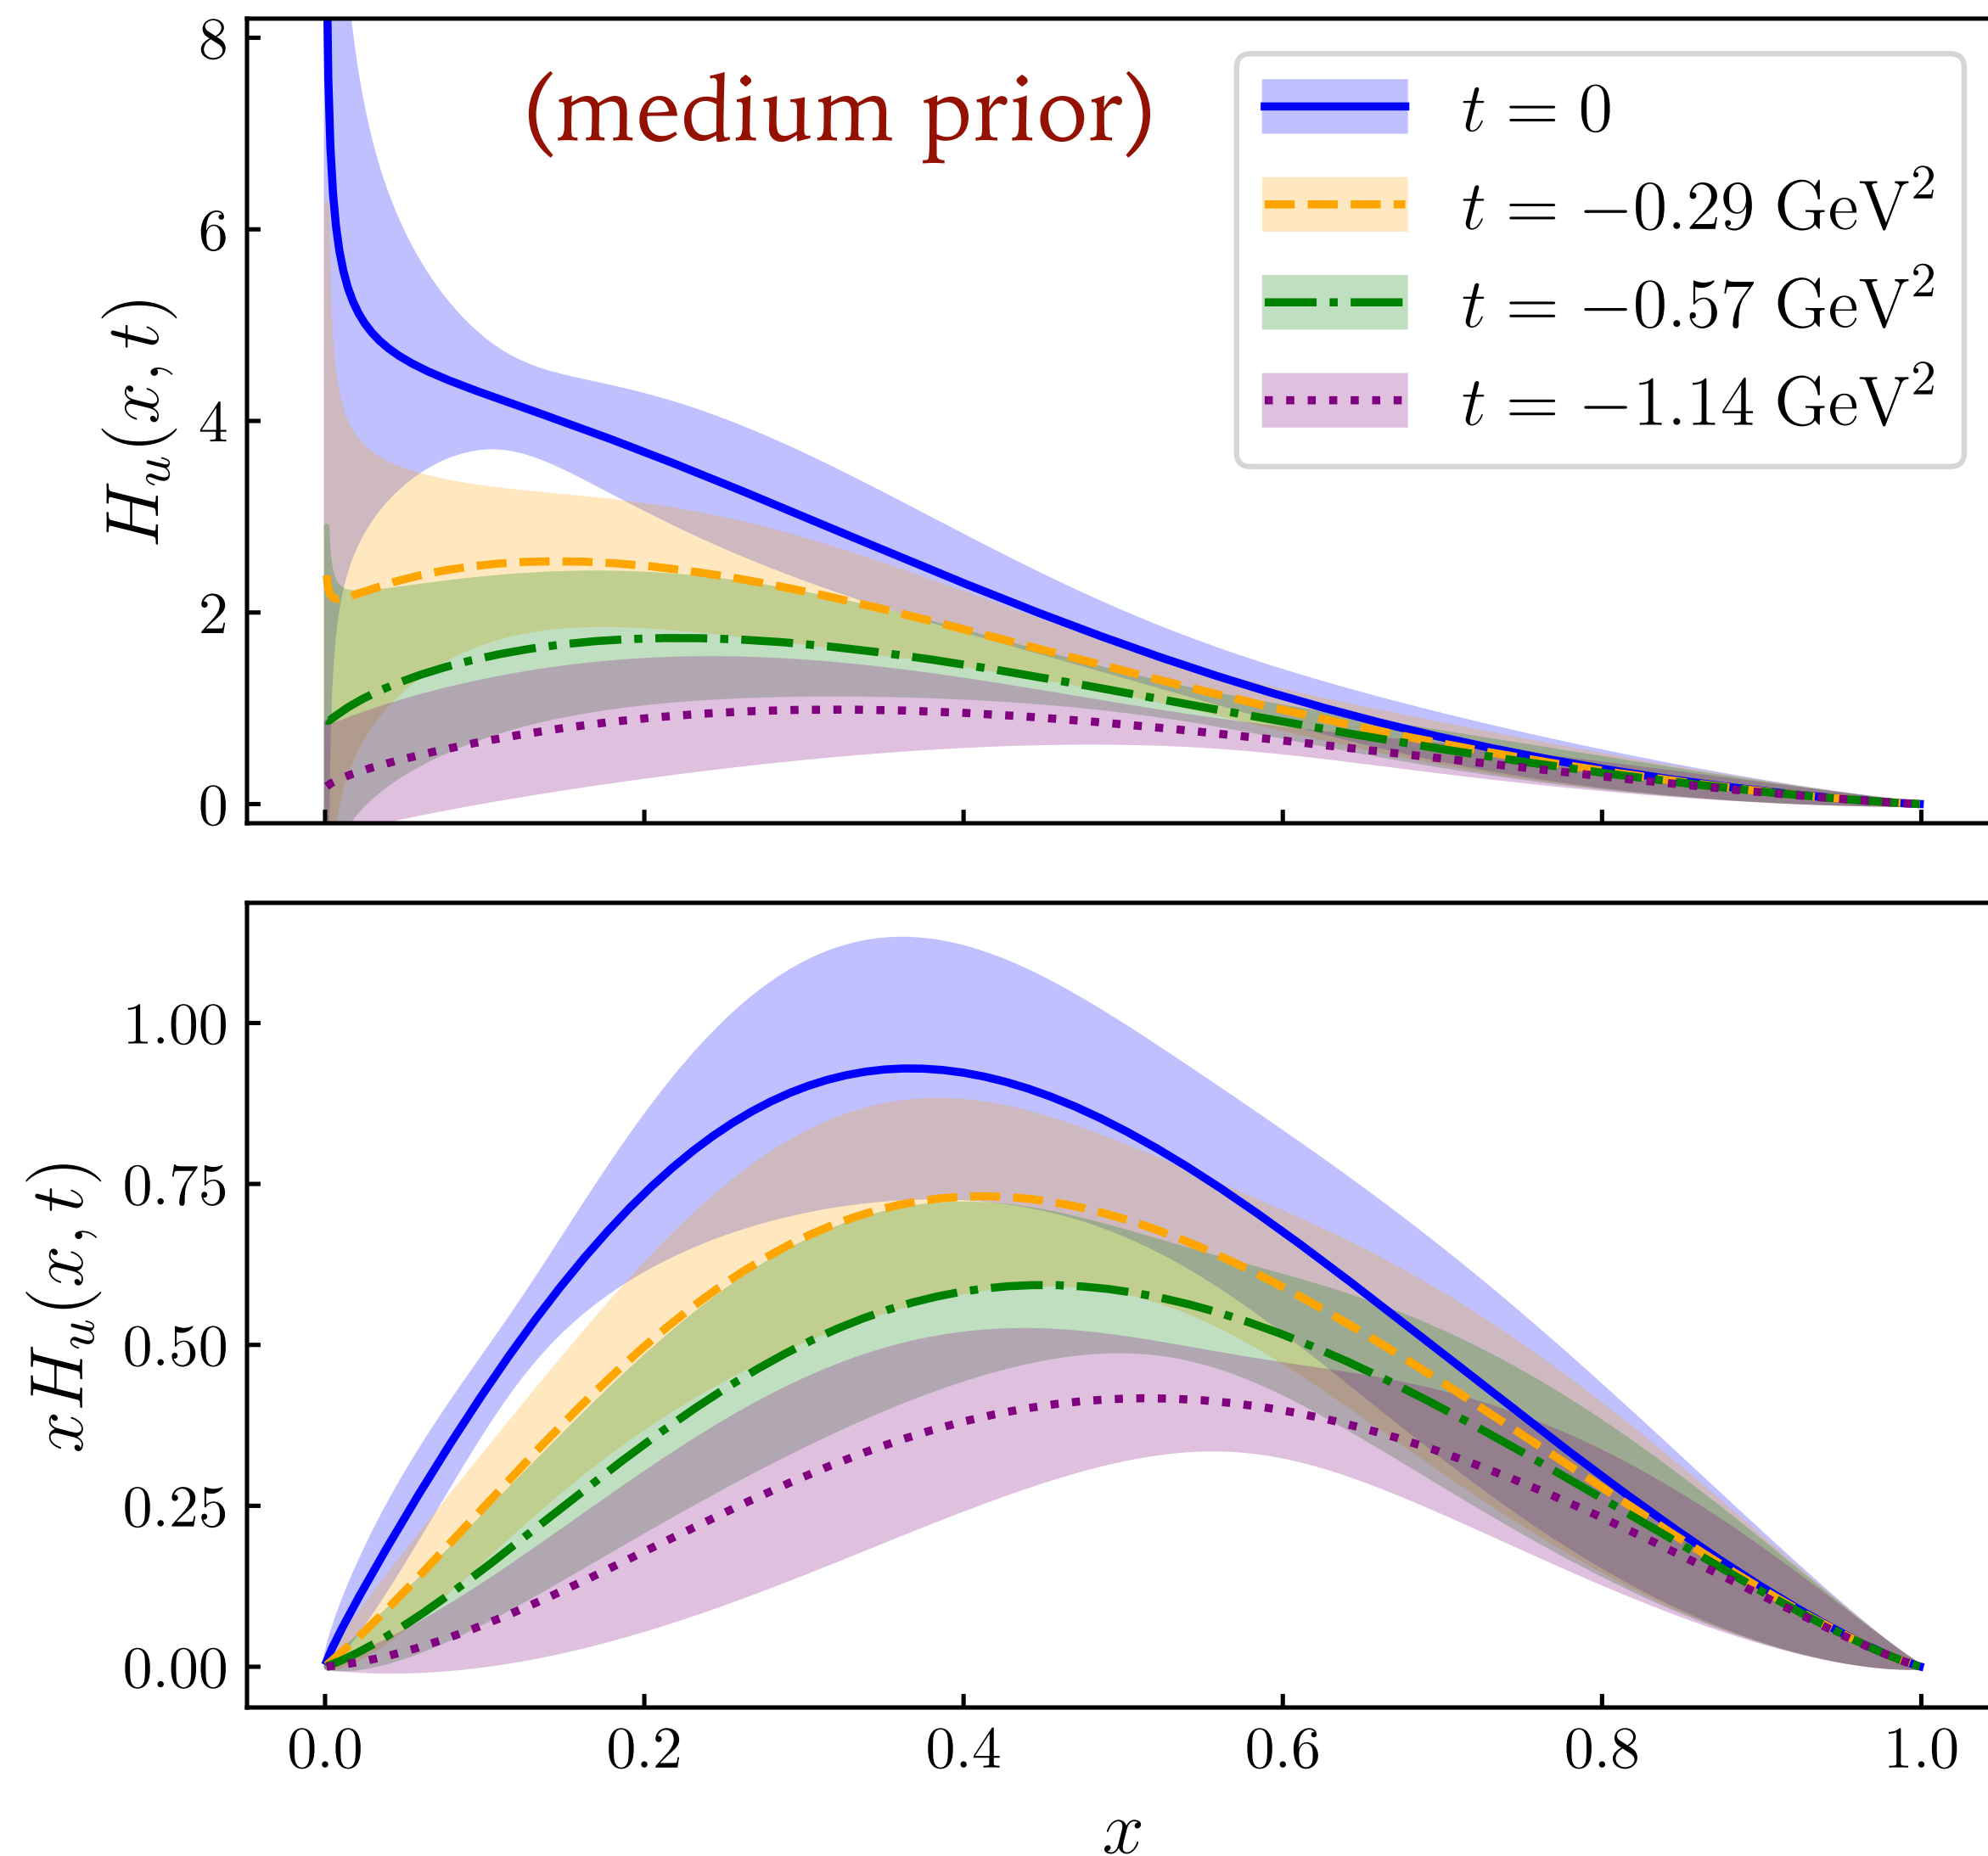 8
6
4
2
0
H_u(x, t)
(medium prior)
t = 0
t = −0.29 GeV²
t = −0.57 GeV²
t = −1.14 GeV²
1.00
0.75
0.50
0.25
0.00
xH_u(x, t)
0.0 0.2 0.4 0.6 0.8 1.0
x